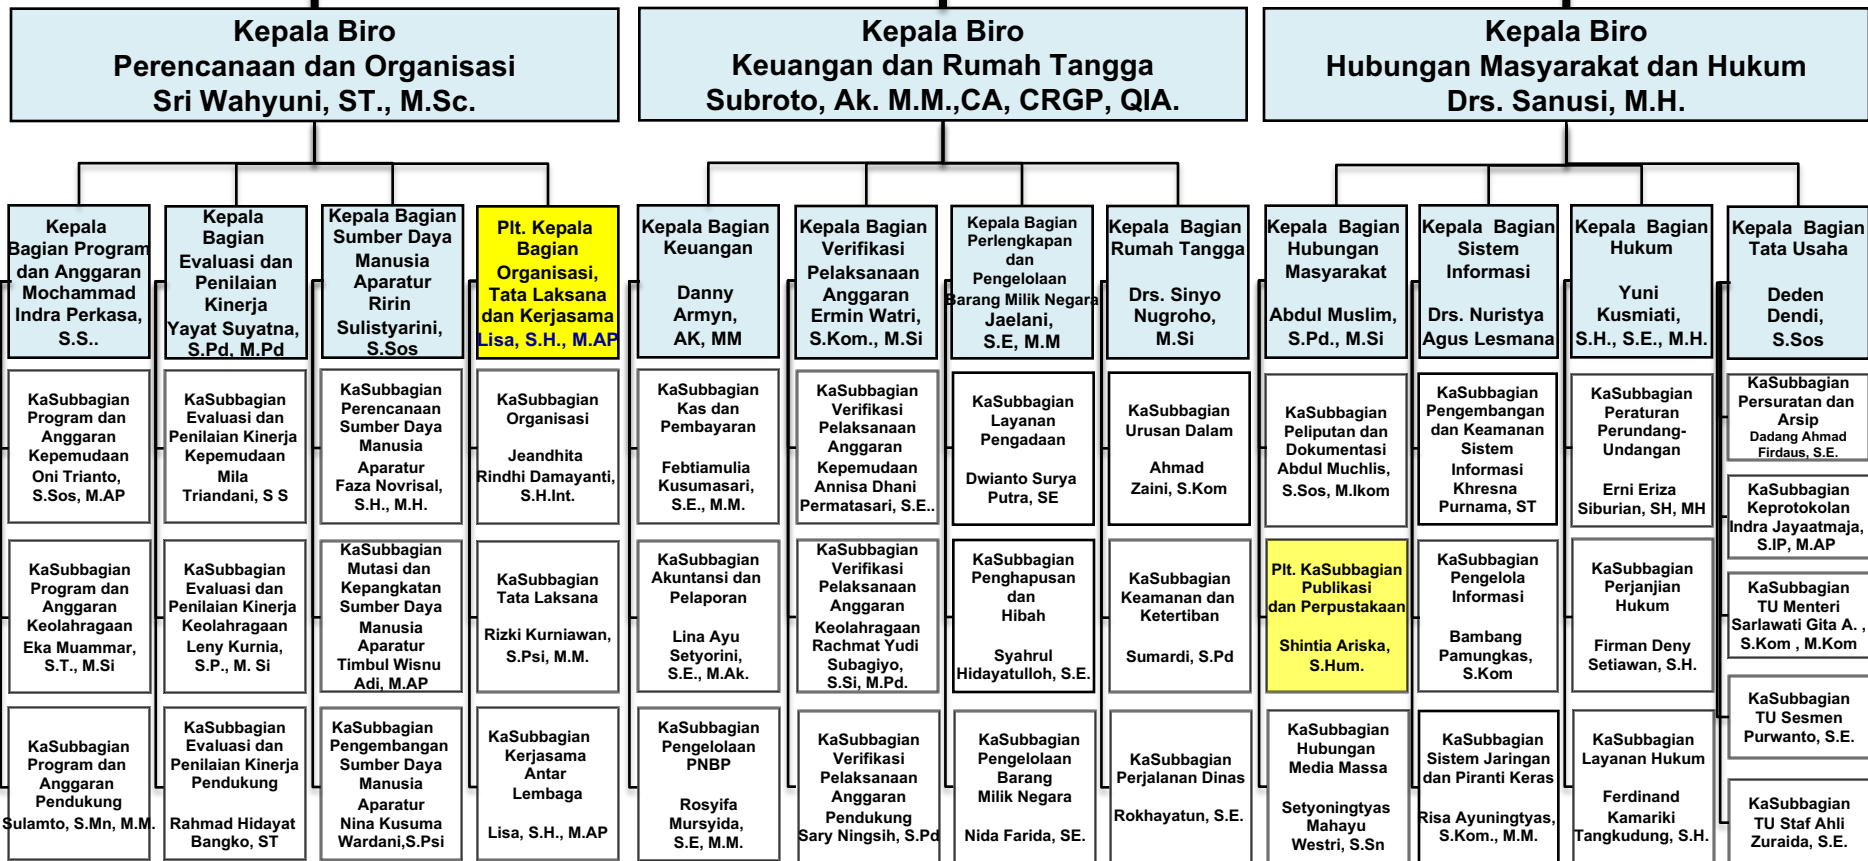 Kepala Biro
Perencanaan dan Organisasi
Sri Wahyuni, ST., M.Sc.
Kepala Biro
Keuangan dan Rumah Tangga
Subroto, Ak. M.M.,CA, CRGP, QIA.
Kepala Biro
Hubungan Masyarakat dan Hukum
Drs. Sanusi, M.H.
Kepala
Bagian Program
dan Anggaran
Mochammad
Indra Perkasa,
S.S..
Kepala
Bagian
Evaluasi dan
Penilaian
Kinerja
Yayat Suyatna,
S.Pd, M.Pd
Kepala Bagian
Sumber Daya
Manusia
Aparatur
Ririn
Sulistyarini,
S.Sos
Plt. Kepala
Bagian
Organisasi,
Tata Laksana
dan Kerjasama
Lisa, S.H., M.AP
Kepala Bagian
Keuangan
Danny
Armyn,
AK, MM
Kepala Bagian
Verifikasi
Pelaksanaan
Anggaran
Ermin Watri,
S.Kom., M.Si
Kepala Bagian
Perlengkapan
dan
Pengelolaan
Barang Milik Negara
Jaelani,
S.E, M.M
Kepala Bagian
Rumah Tangga
Drs. Sinyo
Nugroho,
M.Si
Kepala Bagian
Hubungan
Masyarakat
Abdul Muslim,
S.Pd., M.Si
Kepala Bagian
Sistem
Informasi
Drs. Nuristya
Agus Lesmana
Kepala Bagian
Hukum
Yuni
Kusmiati,
S.H., S.E., M.H.
Kepala Bagian
Tata Usaha
Deden
Dendi,
S.Sos
KaSubbagian
Program dan
Anggaran
Kepemudaan
Oni Trianto,
S.Sos, M.AP
KaSubbagian
Evaluasi dan
Penilaian Kinerja
Kepemudaan
Mila
Triandani, S S
KaSubbagian
Perencanaan
Sumber Daya
Manusia
Aparatur
Faza Novrisal,
S.H., M.H.
KaSubbagian
Organisasi
Jeandhita
Rindhi Damayanti,
S.H.Int.
KaSubbagian
Kas dan
Pembayaran
Febtiamulia
Kusumasari,
S.E., M.M.
KaSubbagian
Verifikasi
Pelaksanaan
Anggaran
Kepemudaan
Annisa Dhani
Permatasari, S.E..
KaSubbagian
Layanan
Pengadaan
Dwianto Surya
Putra, SE
KaSubbagian
Urusan Dalam
Ahmad
Zaini, S.Kom
KaSubbagian
Peliputan dan
Dokumentasi
Abdul Muchlis,
S.Sos, M.Ikom
KaSubbagian
Pengembangan
dan Keamanan
Sistem
Informasi
Khresna
Purnama, ST
KaSubbagian
Peraturan
Perundang-
Undangan
Erni Eriza
Siburian, SH, MH
KaSubbagian
Persuratan dan
Arsip
Dadang Ahmad
Firdaus, S.E.
KaSubbagian
Keprotokolan
Indra Jayaatmaja,
S.IP, M.AP
KaSubbagian
Program dan
Anggaran
Keolahragaan
Eka Muammar,
S.T., M.Si
KaSubbagian
Evaluasi dan
Penilaian Kinerja
Keolahragaan
Leny Kurnia,
S.P., M. Si
KaSubbagian
Mutasi dan
Kepangkatan
Sumber Daya
Manusia
Aparatur
Timbul Wisnu
Adi, M.AP
KaSubbagian
Tata Laksana
Rizki Kurniawan,
S.Psi, M.M.
KaSubbagian
Akuntansi dan
Pelaporan
Lina Ayu
Setyorini,
S.E., M.Ak.
KaSubbagian
Verifikasi
Pelaksanaan
Anggaran
Keolahragaan
Rachmat Yudi
Subagiyo,
S.Si, M.Pd.
KaSubbagian
Penghapusan
dan
Hibah
Syahrul
Hidayatulloh, S.E.
KaSubbagian
Keamanan dan
Ketertiban
Sumardi, S.Pd
Plt. KaSubbagian
Publikasi
dan Perpustakaan
Shintia Ariska,
S.Hum.
KaSubbagian
Pengelola
Informasi
Bambang
Pamungkas,
S.Kom
KaSubbagian
Perjanjian
Hukum
Firman Deny
Setiawan, S.H.
KaSubbagian
TU Menteri
Sarlawati Gita A. ,
S.Kom , M.Kom
KaSubbagian
TU Sesmen
Purwanto, S.E.
KaSubbagian
Program dan
Anggaran
Pendukung
Sulamto, S.Mn, M.M.
KaSubbagian
Evaluasi dan
Penilaian Kinerja
Pendukung
Rahmad Hidayat
Bangko, ST
KaSubbagian
Pengembangan
Sumber Daya
Manusia
Aparatur
Nina Kusuma
Wardani,S.Psi
KaSubbagian
Kerjasama
Antar
Lembaga
Lisa, S.H., M.AP
KaSubbagian
Pengelolaan
PNBP
Rosyifa
Mursyida,
S.E, M.M.
KaSubbagian
Verifikasi
Pelaksanaan
Anggaran
Pendukung
Sary Ningsih, S.Pd
KaSubbagian
Pengelolaan
Barang
Milik Negara
Nida Farida, SE.
KaSubbagian
Perjalanan Dinas
Rokhayatun, S.E.
KaSubbagian
Hubungan
Media Massa
Setyoningtyas
Mahayu
Westri, S.Sn
KaSubbagian
Sistem Jaringan
dan Piranti Keras
Risa Ayuningtyas,
S.Kom., M.M.
KaSubbagian
Layanan Hukum
Ferdinand
Kamariki
Tangkudung, S.H.
KaSubbagian
TU Staf Ahli
Zuraida, S.E.